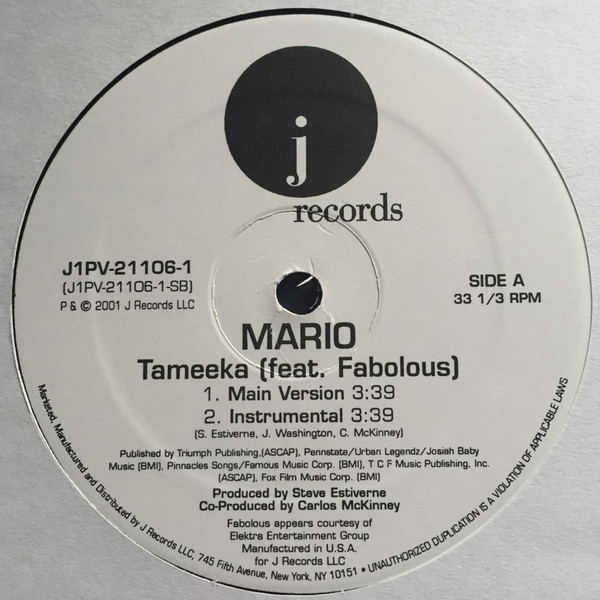 j
records
J1PV-21106-1
(J1PV-21106-1-SB)
P & © 2001 J Records LLC
SIDE A
33 1/3 RPM
MARIO
Tameeka (feat. Fabolous)
1. Main Version 3:39
2. Instrumental 3:39
(S. Estiverne, J. Washington, C. McKinney)
Published by Triumph Publishing,(ASCAP), Pennstate/Urban Legendz/Josiah Baby
Music (BMI), Pinnacles Songs/Famous Music Corp. (BMI), T C F Music Publishing, Inc.
(ASCAP), Fox Film Music Corp. (BMI)
Produced by Steve Estiverne
Co-Produced by Carlos McKinney
Fabolous appears courtesy of
Elektra Entertainment Group
Manufactured in U.S.A.
for J Records LLC
Marketed, Manufactured and Distributed by J Records LLC, 745 Fifth Avenue, New York, NY 10151 • UNAUTHORIZED DUPLICATION IS A VIOLATION OF APPLICABLE LAWS